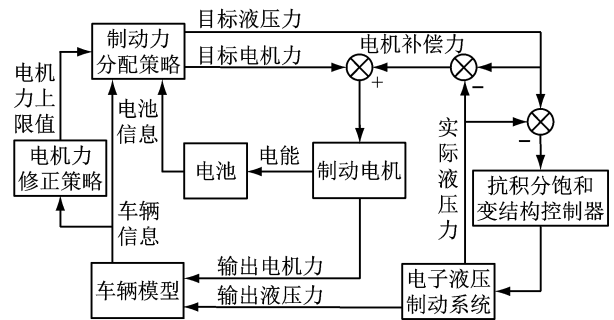 目标液压力
制动力
分配策略
目标电机力
电机补偿力
+
−
−
电机
力上
限值
电池
信息
实
际
液
压
力
电机力
修正策略
电池
电能
制动电机
抗积分饱和
变结构控制器
车辆
信息
输出电机力
车辆模型
输出液压力
电子液压
制动系统